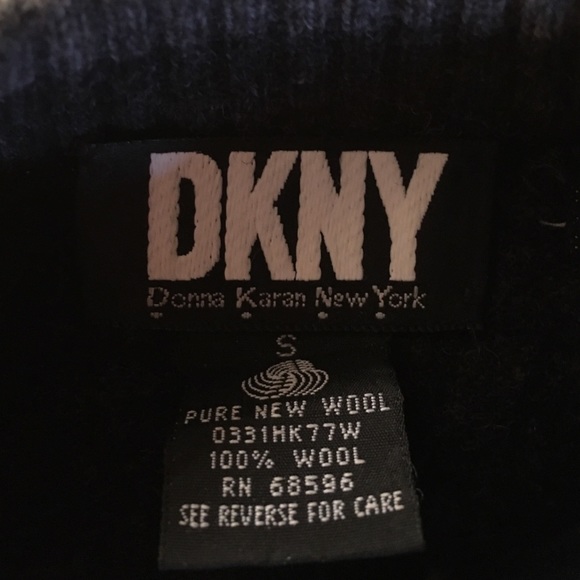 DKNY
Donna Karan New York
S
PURE NEW WOOL
0331HK77W
100% WOOL
RN 68596
SEE REVERSE FOR CARE